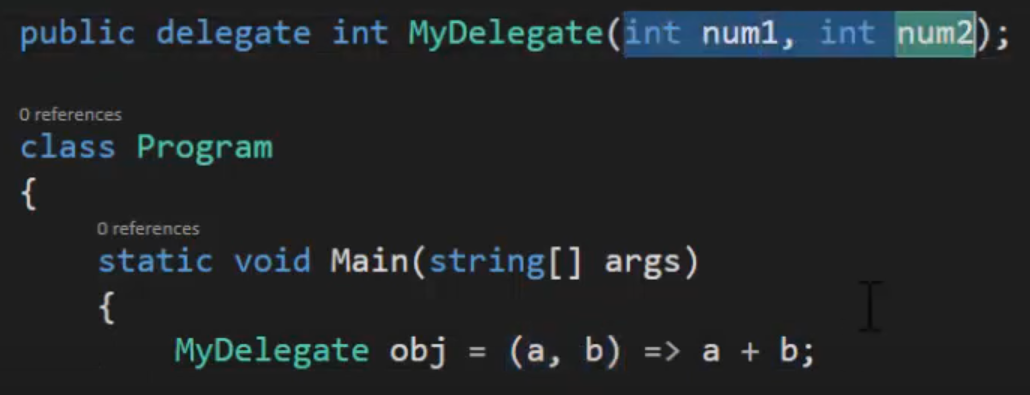 public delegate int MyDelegate(int num1, int num2);
0 references
class Program
{
0 references
static void Main(string[] args)
{
MyDelegate obj = (a, b) => a + b;